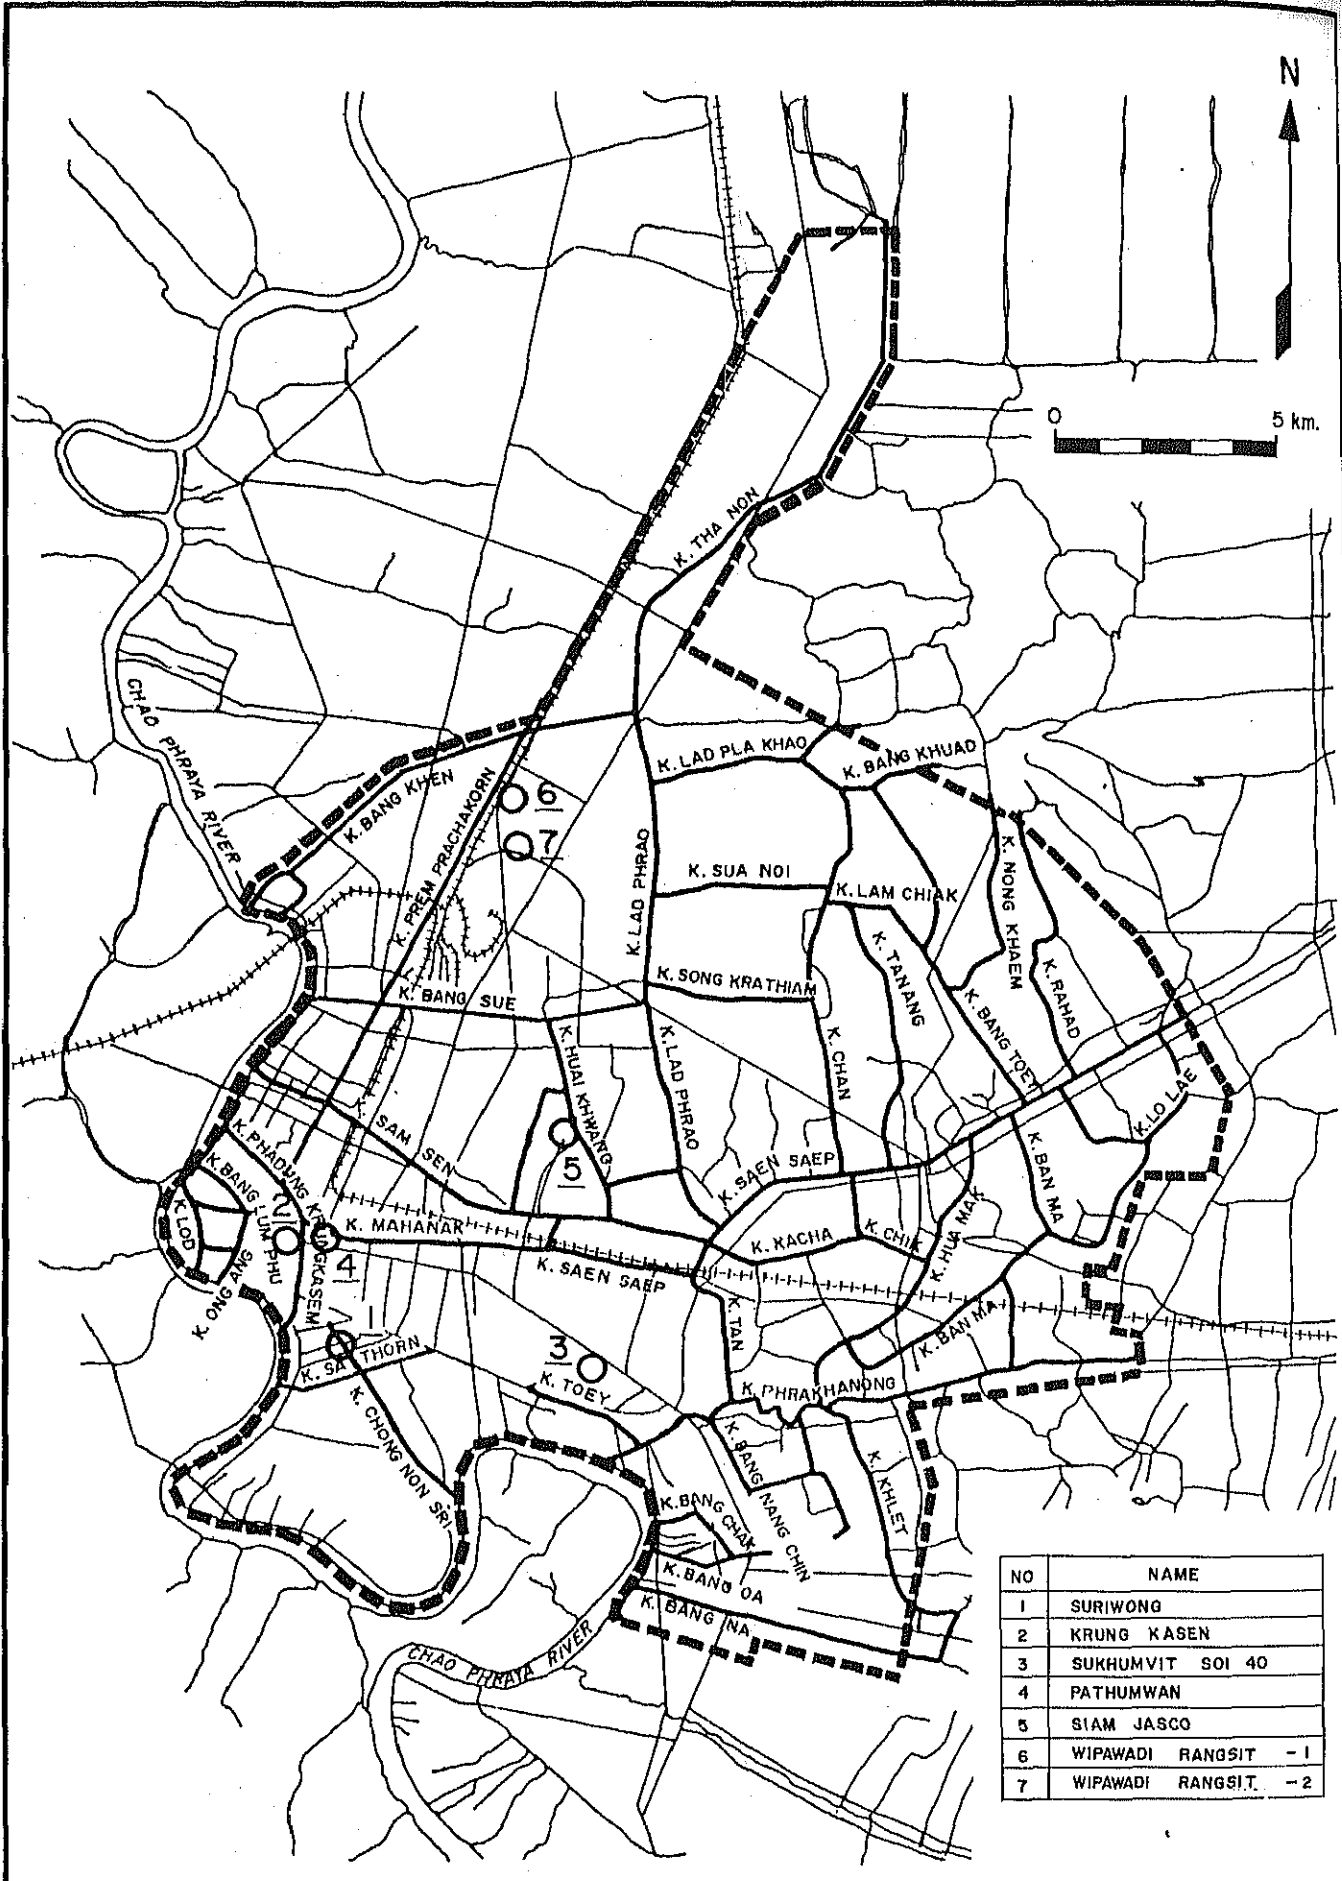 N
0 5 km.
K. THA NON
CHAO PHRAYA RIVER
K. LAD PLA KHAO
K. BANG KHUAD
K. BANG KHEN
K. PREM PRACHAKORN
6
7
K. LAD PHRAO
K. SUA NOI
K. LAM CHIAK
K. NONG KHAEM
K. TANANG
K. RAHAD
K. SONG KRATHIAM
K. BANG SUE
K. BANG TOEY
K. HUAI KHWANG
K. LAD PHRAO
K. CHAN
K. LO LAE
SAM SEN
K. PHADUNG KRUNGKASEM
K. BANG LUM PHU
5
K. SAEN SAEP
K. BAN MA
K. LOD
2
K. MAHANAK
K. KACHA
K. CHIK
K. HUA MAK
4
K. ONG ANG
K. SAEN SAEP
K. TAN
K. BAN MA
1
3
K. SA THORN
K. TOEY
K. PHRAKHANONG
K. CHONG NON SRI
K. BANG NANG CHIN
K. KHLET
K. BANG CHAK
K. BANG OA
K. BANG NA
CHAO PHRAYA RIVER
NO NAME
1 SURIWONG
2 KRUNG KASEN
3 SUKHUMVIT SOI 40
4 PATHUMWAN
5 SIAM JASCO
6 WIPAWADI RANGSIT -1
7 WIPAWADI RANGSIT -2